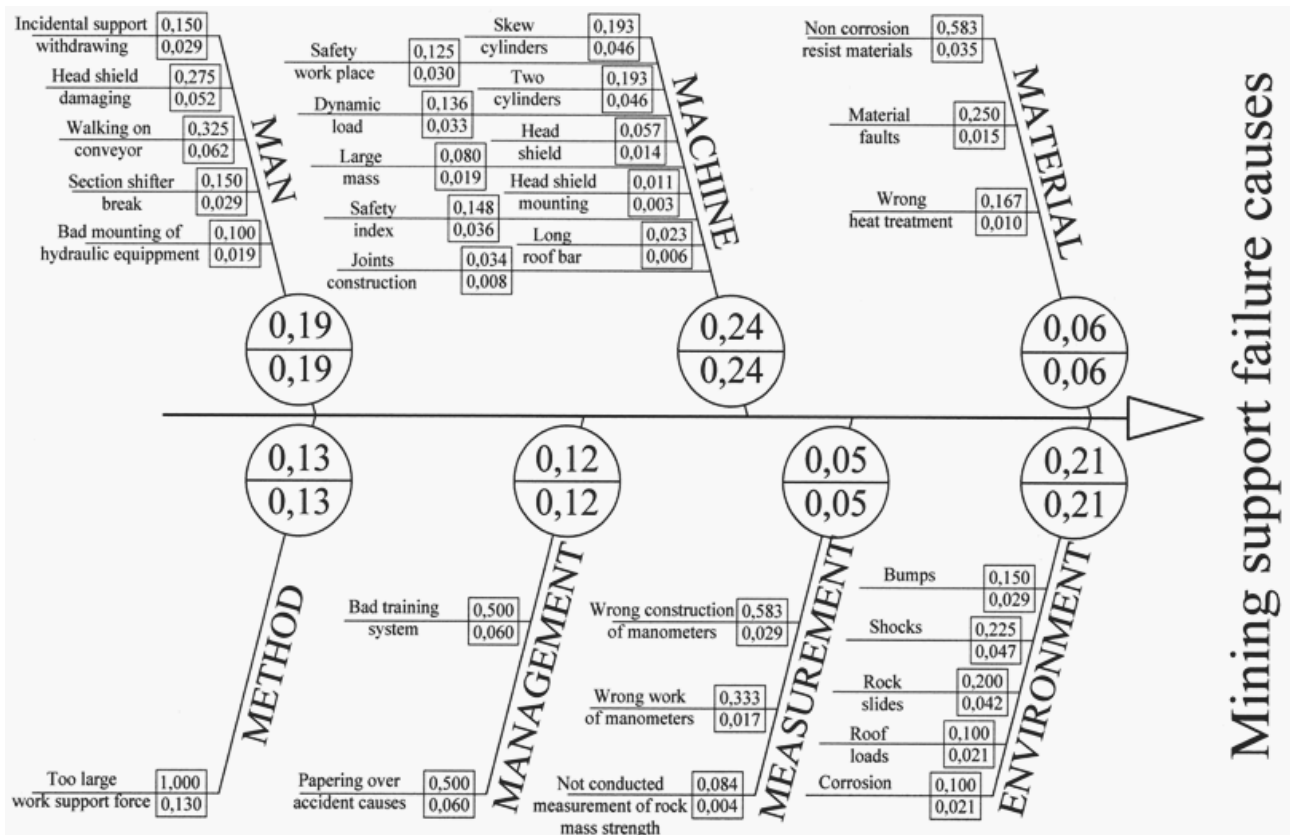 Incidental support
withdrawing
0,150
0,029
Head shield
damaging
0,275
0,052
Walking on
conveyor
0,325
0,062
Section shifter
break
0,150
0,029
Bad mounting of
hydraulic equippment
0,100
0,019
MAN
0,19
0,19
Safety
work place
0,125
0,030
Dynamic
load
0,136
0,033
Large
mass
0,080
0,019
Safety
index
0,148
0,036
Joints
construction
0,034
0,008
Skew
cylinders
0,193
0,046
Two
cylinders
0,193
0,046
Head
shield
0,057
0,014
Head shield
mounting
0,011
0,003
Long
roof bar
0,023
0,006
MACHINE
0,24
0,24
Non corrosion
resist materials
0,583
0,035
Material
faults
0,250
0,015
Wrong
heat treatment
0,167
0,010
MATERIAL
0,06
0,06
0,13
0,13
METHOD
Too large
work support force
1,000
0,130
0,12
0,12
MANAGEMENT
Bad training
system
0,500
0,060
Papering over
accident causes
0,500
0,060
0,05
0,05
MEASUREMENT
Wrong construction
of manometers
0,583
0,029
Wrong work
of manometers
0,333
0,017
Not conducted
measurement of rock
mass strength
0,084
0,004
0,21
0,21
ENVIRONMENT
Bumps
0,150
0,029
Shocks
0,225
0,047
Rock
slides
0,200
0,042
Roof
loads
0,100
0,021
Corrosion
0,100
0,021
Mining support failure causes